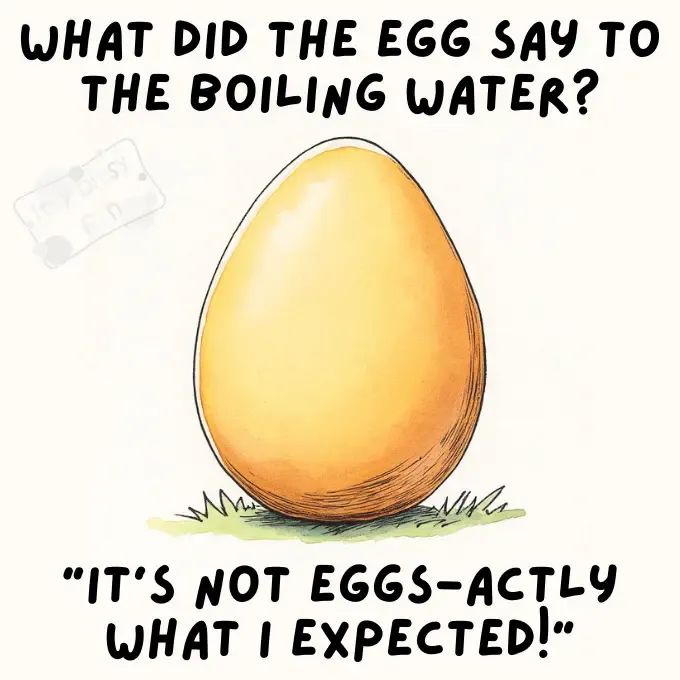 WHAT DID THE EGG SAY TO
THE BOILING WATER?
"IT'S NOT EGGS-ACTLY
WHAT I EXPECTED!"